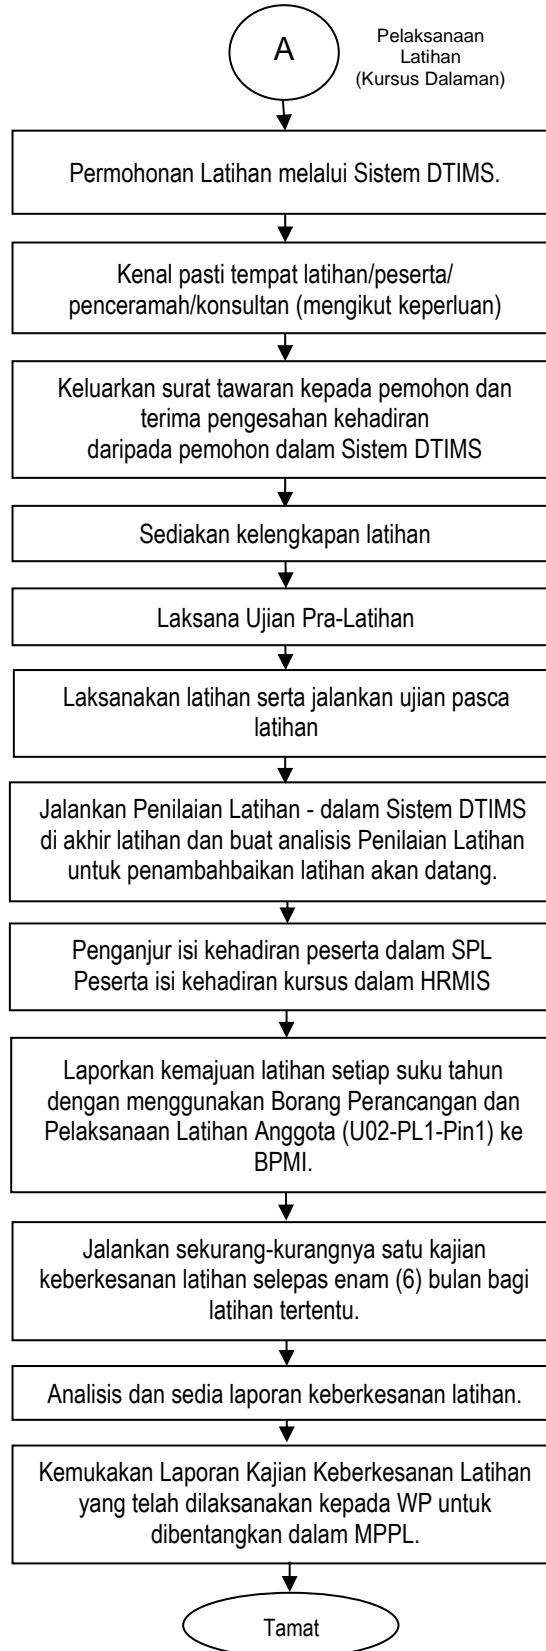 A
Pelaksanaan
Latihan
(Kursus Dalaman)
Permohonan Latihan melalui Sistem DTIMS.
Kenal pasti tempat latihan/peserta/
penceramah/konsultan (mengikut keperluan)
Keluarkan surat tawaran kepada pemohon dan
terima pengesahan kehadiran
daripada pemohon dalam Sistem DTIMS
Sediakan kelengkapan latihan
Laksana Ujian Pra-Latihan
Laksanakan latihan serta jalankan ujian pasca
latihan
Jalankan Penilaian Latihan - dalam Sistem DTIMS
di akhir latihan dan buat analisis Penilaian Latihan
untuk penambahbaikan latihan akan datang.
Penganjur isi kehadiran peserta dalam SPL
Peserta isi kehadiran kursus dalam HRMIS
Laporkan kemajuan latihan setiap suku tahun
dengan menggunakan Borang Perancangan dan
Pelaksanaan Latihan Anggota (U02-PL1-Pin1) ke
BPMI.
Jalankan sekurang-kurangnya satu kajian
keberkesanan latihan selepas enam (6) bulan bagi
latihan tertentu.
Analisis dan sedia laporan keberkesanan latihan.
Kemukakan Laporan Kajian Keberkesanan Latihan
yang telah dilaksanakan kepada WP untuk
dibentangkan dalam MPPL.
Tamat